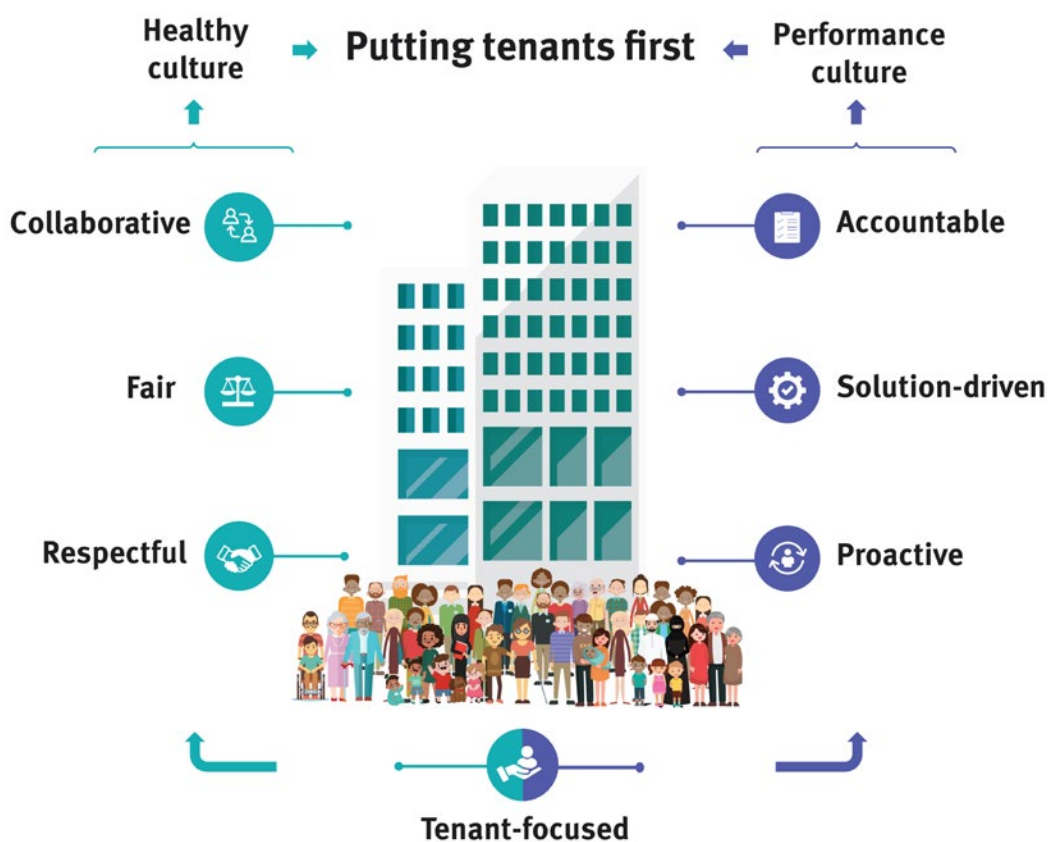 Healthy
culture
Putting tenants first
Performance
culture
Collaborative
Accountable
Fair
Solution-driven
Respectful
Proactive
Tenant-focused